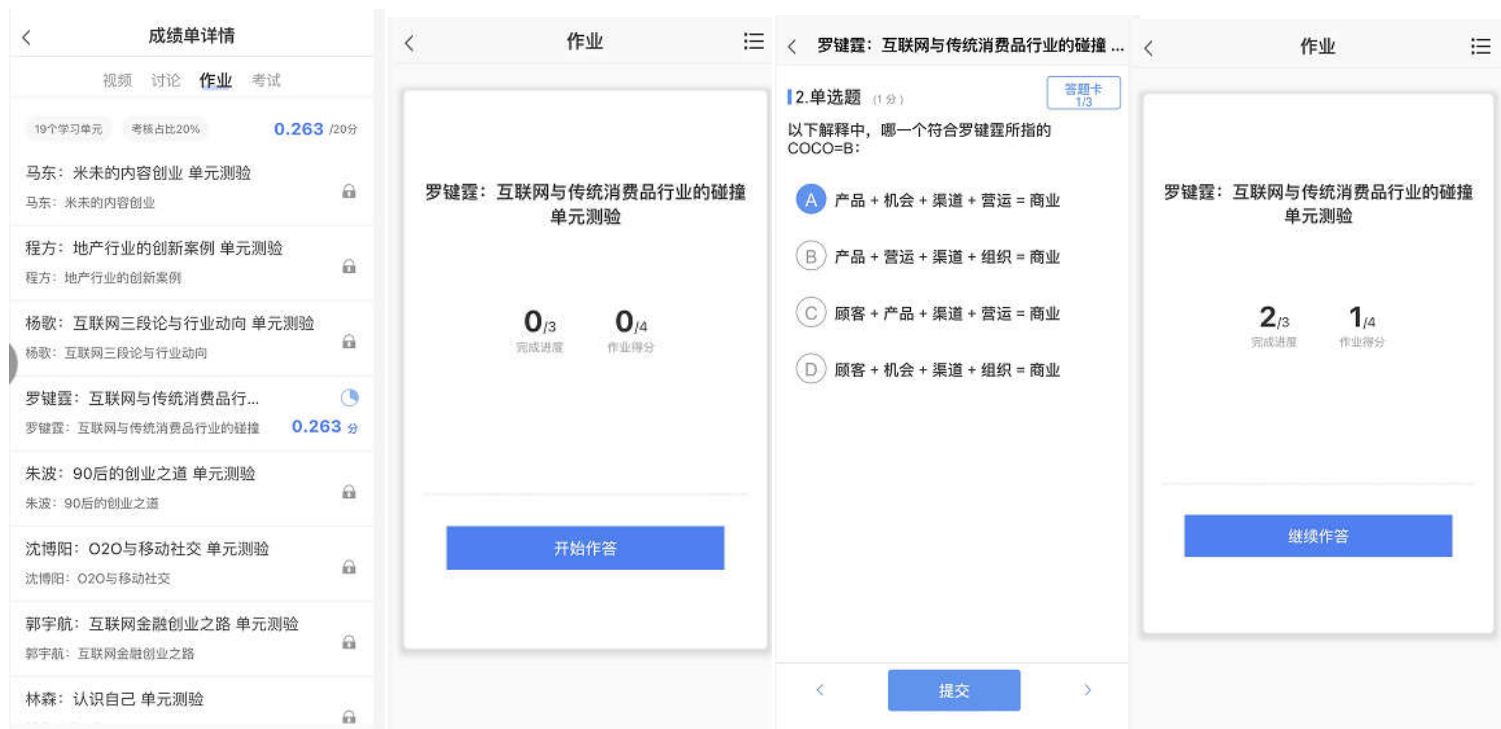 成绩单详情
视频 讨论 作业 考试
19个学习单元 考核占比20% 0.263 /20分
马东：米未的内容创业 单元测验
马东：米未的内容创业
程方：地产行业的创新案例 单元测验
程方：地产行业的创新案例
杨歌：互联网三段论与行业动向 单元测验
杨歌：互联网三段论与行业动向
罗键霆：互联网与传统消费品行...
罗键霆：互联网与传统消费品行业的碰撞 0.263 分
朱波：90后的创业之道 单元测验
朱波：90后的创业之道
沈博阳：O2O与移动社交 单元测验
沈博阳：O2O与移动社交
郭宇航：互联网金融创业之路 单元测验
郭宇航：互联网金融创业之路
林森：认识自己 单元测验
作业
罗键霆：互联网与传统消费品行业的碰撞
单元测验
0/3 0/4
完成进度 作业得分
开始作答
罗键霆：互联网与传统消费品行业的碰撞 ...
2.单选题 (1分)
答题卡
1/3
以下解释中，哪一个符合罗键霆所指的
COCO=B：
A 产品 + 机会 + 渠道 + 营运 = 商业
B 产品 + 营运 + 渠道 + 组织 = 商业
C 顾客 + 产品 + 渠道 + 营运 = 商业
D 顾客 + 机会 + 渠道 + 组织 = 商业
提交
作业
罗键霆：互联网与传统消费品行业的碰撞
单元测验
2/3 1/4
完成进度 作业得分
继续作答